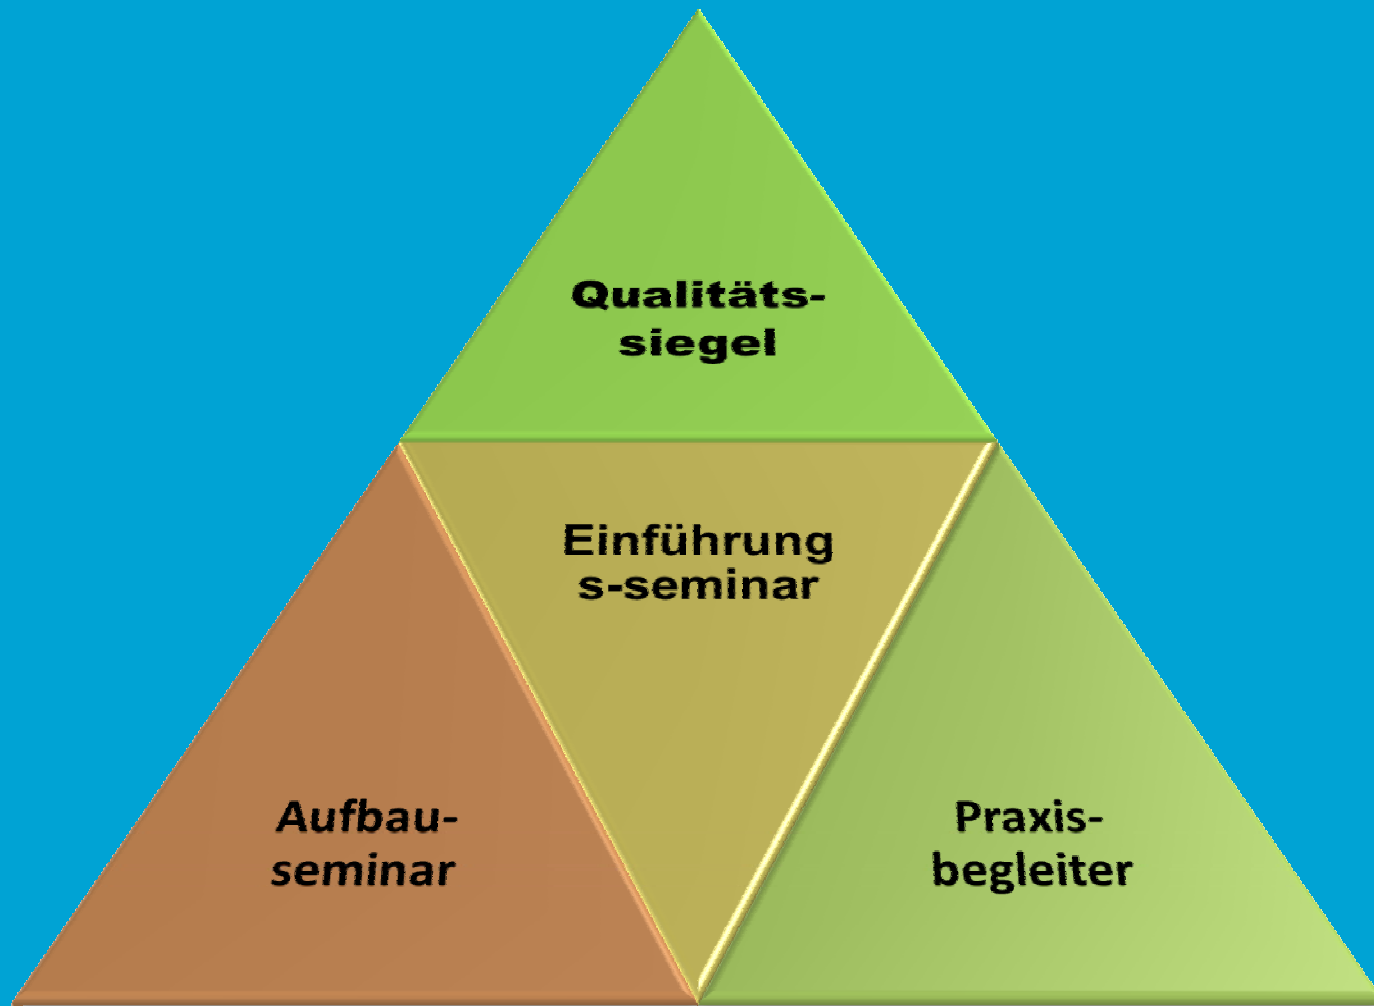 Qualitäts-
siegel
Einführung
s-seminar
Aufbau-
seminar
Praxis-
begleiter